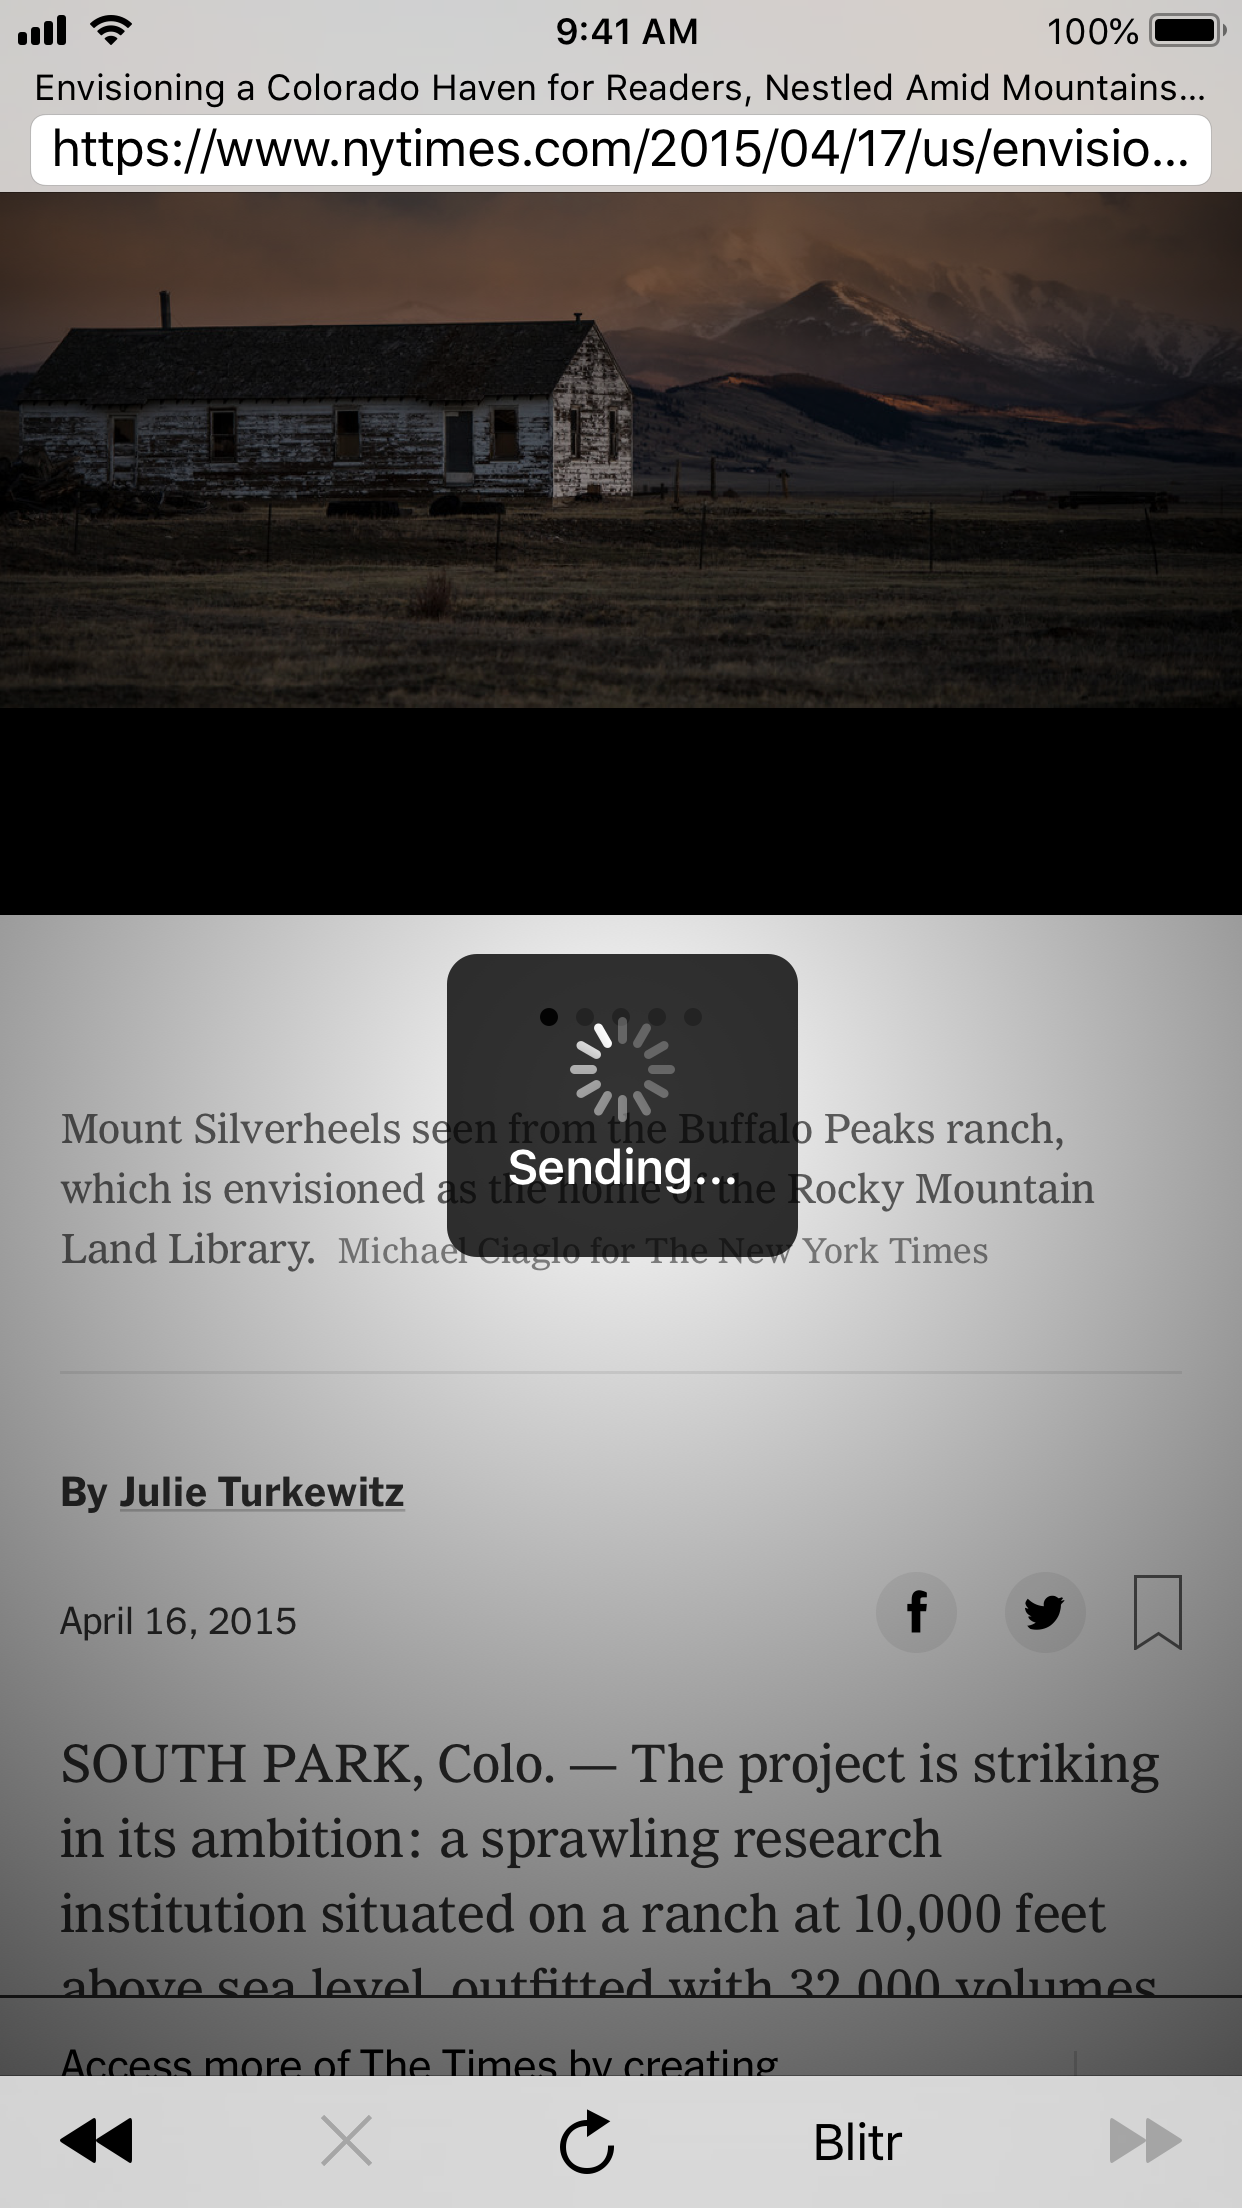 9:41 AM 100%
Envisioning a Colorado Haven for Readers, Nestled Amid Mountains...
https://www.nytimes.com/2015/04/17/us/envisio...
Mount Silverheels seen from the Buffalo Peaks ranch,
Sending...
which is envisioned as the home of the Rocky Mountain
Land Library. Michael Ciaglo for The New York Times
By Julie Turkewitz
April 16, 2015
SOUTH PARK, Colo. — The project is striking
in its ambition: a sprawling research
institution situated on a ranch at 10,000 feet
above sea level, outfitted with 32,000 volumes
Access more of The Times by creating
Blitr